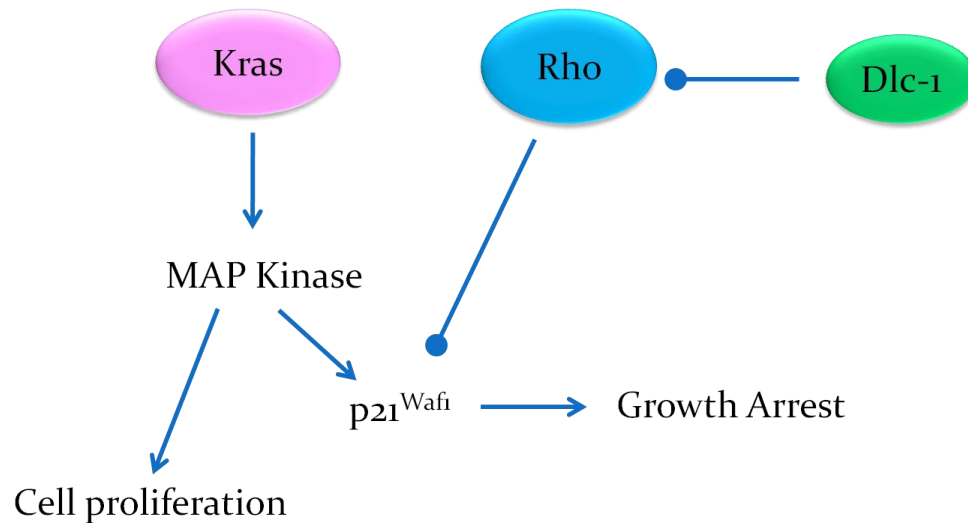 Kras
Rho
Dlc-1
MAP Kinase
p21Waf1
Growth Arrest
Cell proliferation